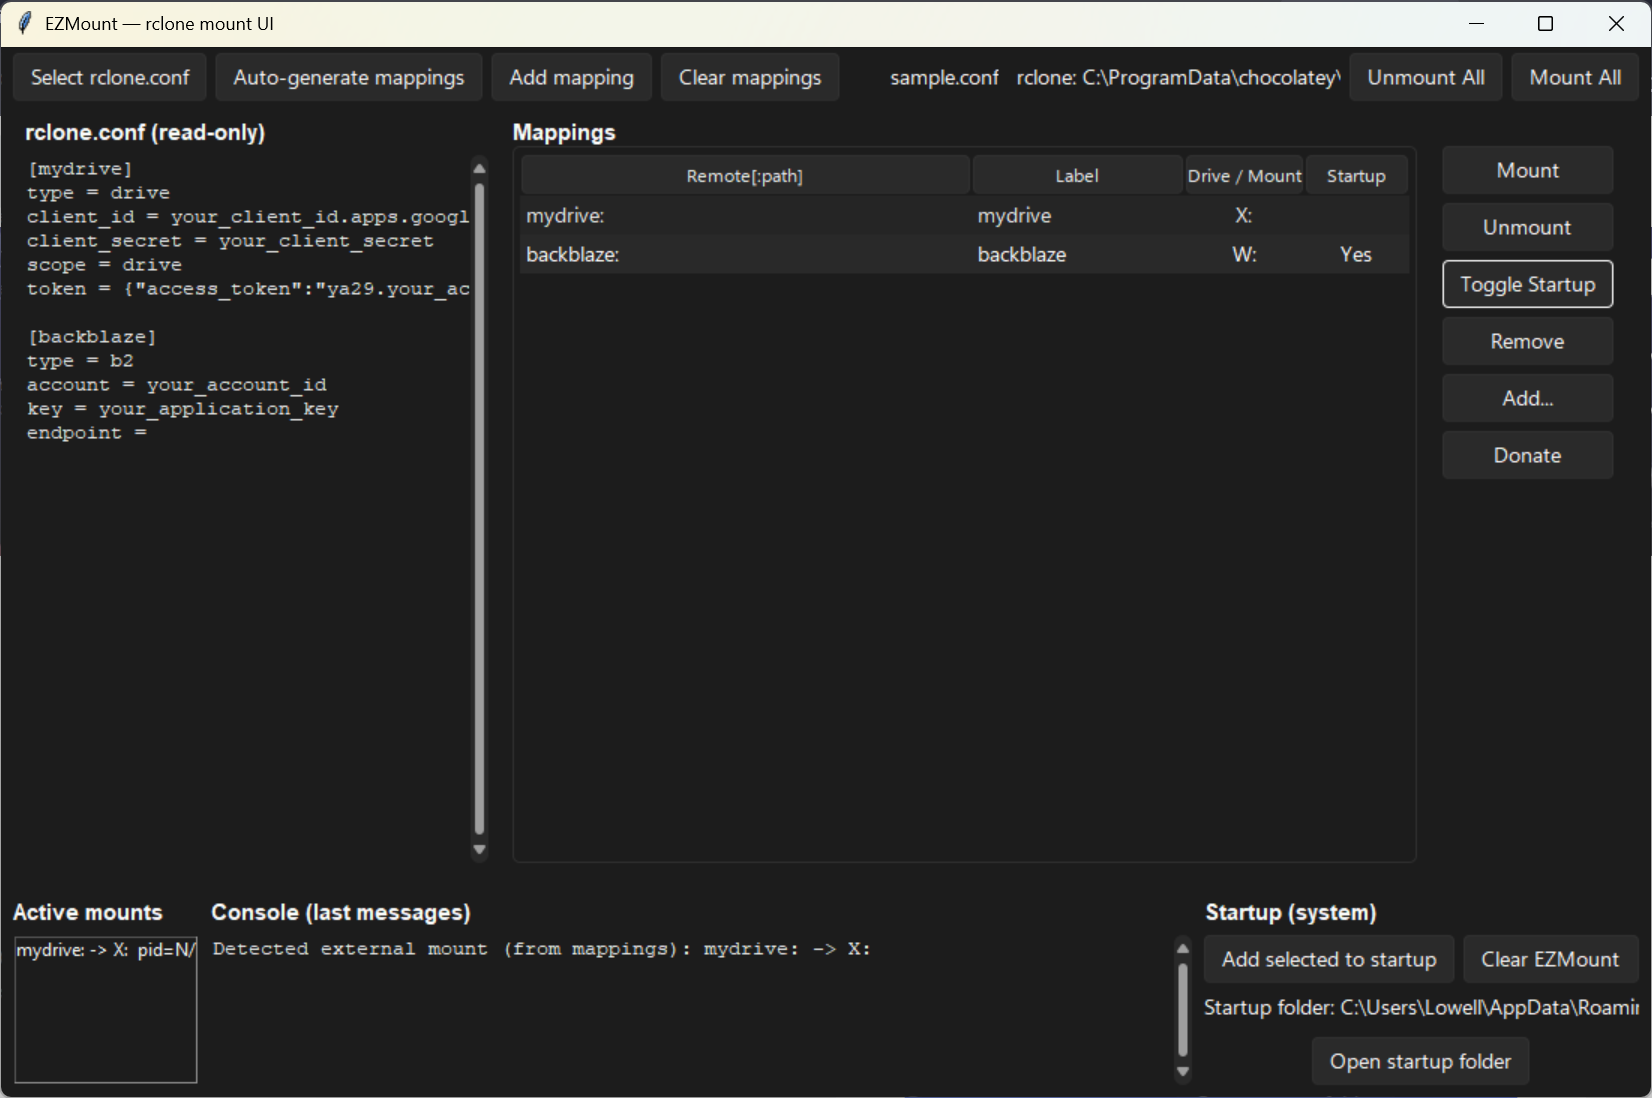 EZMount — rclone mount UI
Select rclone.conf Auto-generate mappings Add mapping Clear mappings sample.conf rclone: C:\ProgramData\chocolatey\ Unmount All Mount All
rclone.conf (read-only)
[mydrive]
type = drive
client_id = your_client_id.apps.googl
client_secret = your_client_secret
scope = drive
token = {"access_token":"ya29.your_ac
[backblaze]
type = b2
account = your_account_id
key = your_application_key
endpoint =
Mappings
Remote[:path] Label Drive / Mount Startup
mydrive: mydrive X:
backblaze: backblaze W: Yes
Mount
Unmount
Toggle Startup
Remove
Add...
Donate
Active mounts
mydrive: -> X: pid=N/
Console (last messages)
Detected external mount (from mappings): mydrive: -> X:
Startup (system)
Add selected to startup Clear EZMount
Startup folder: C:\Users\Lowell\AppData\Roamin
Open startup folder